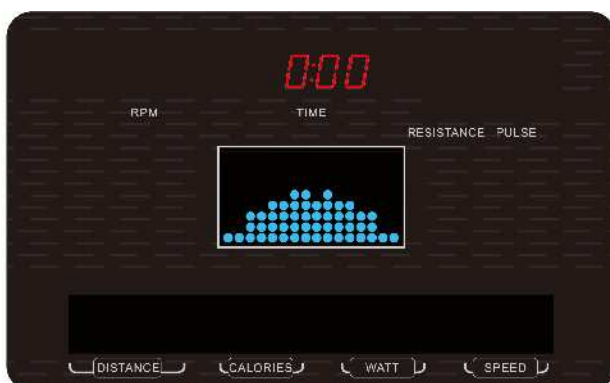 0:00
RPM TIME
RESISTANCE PULSE
DISTANCE CALORIES WATT SPEED